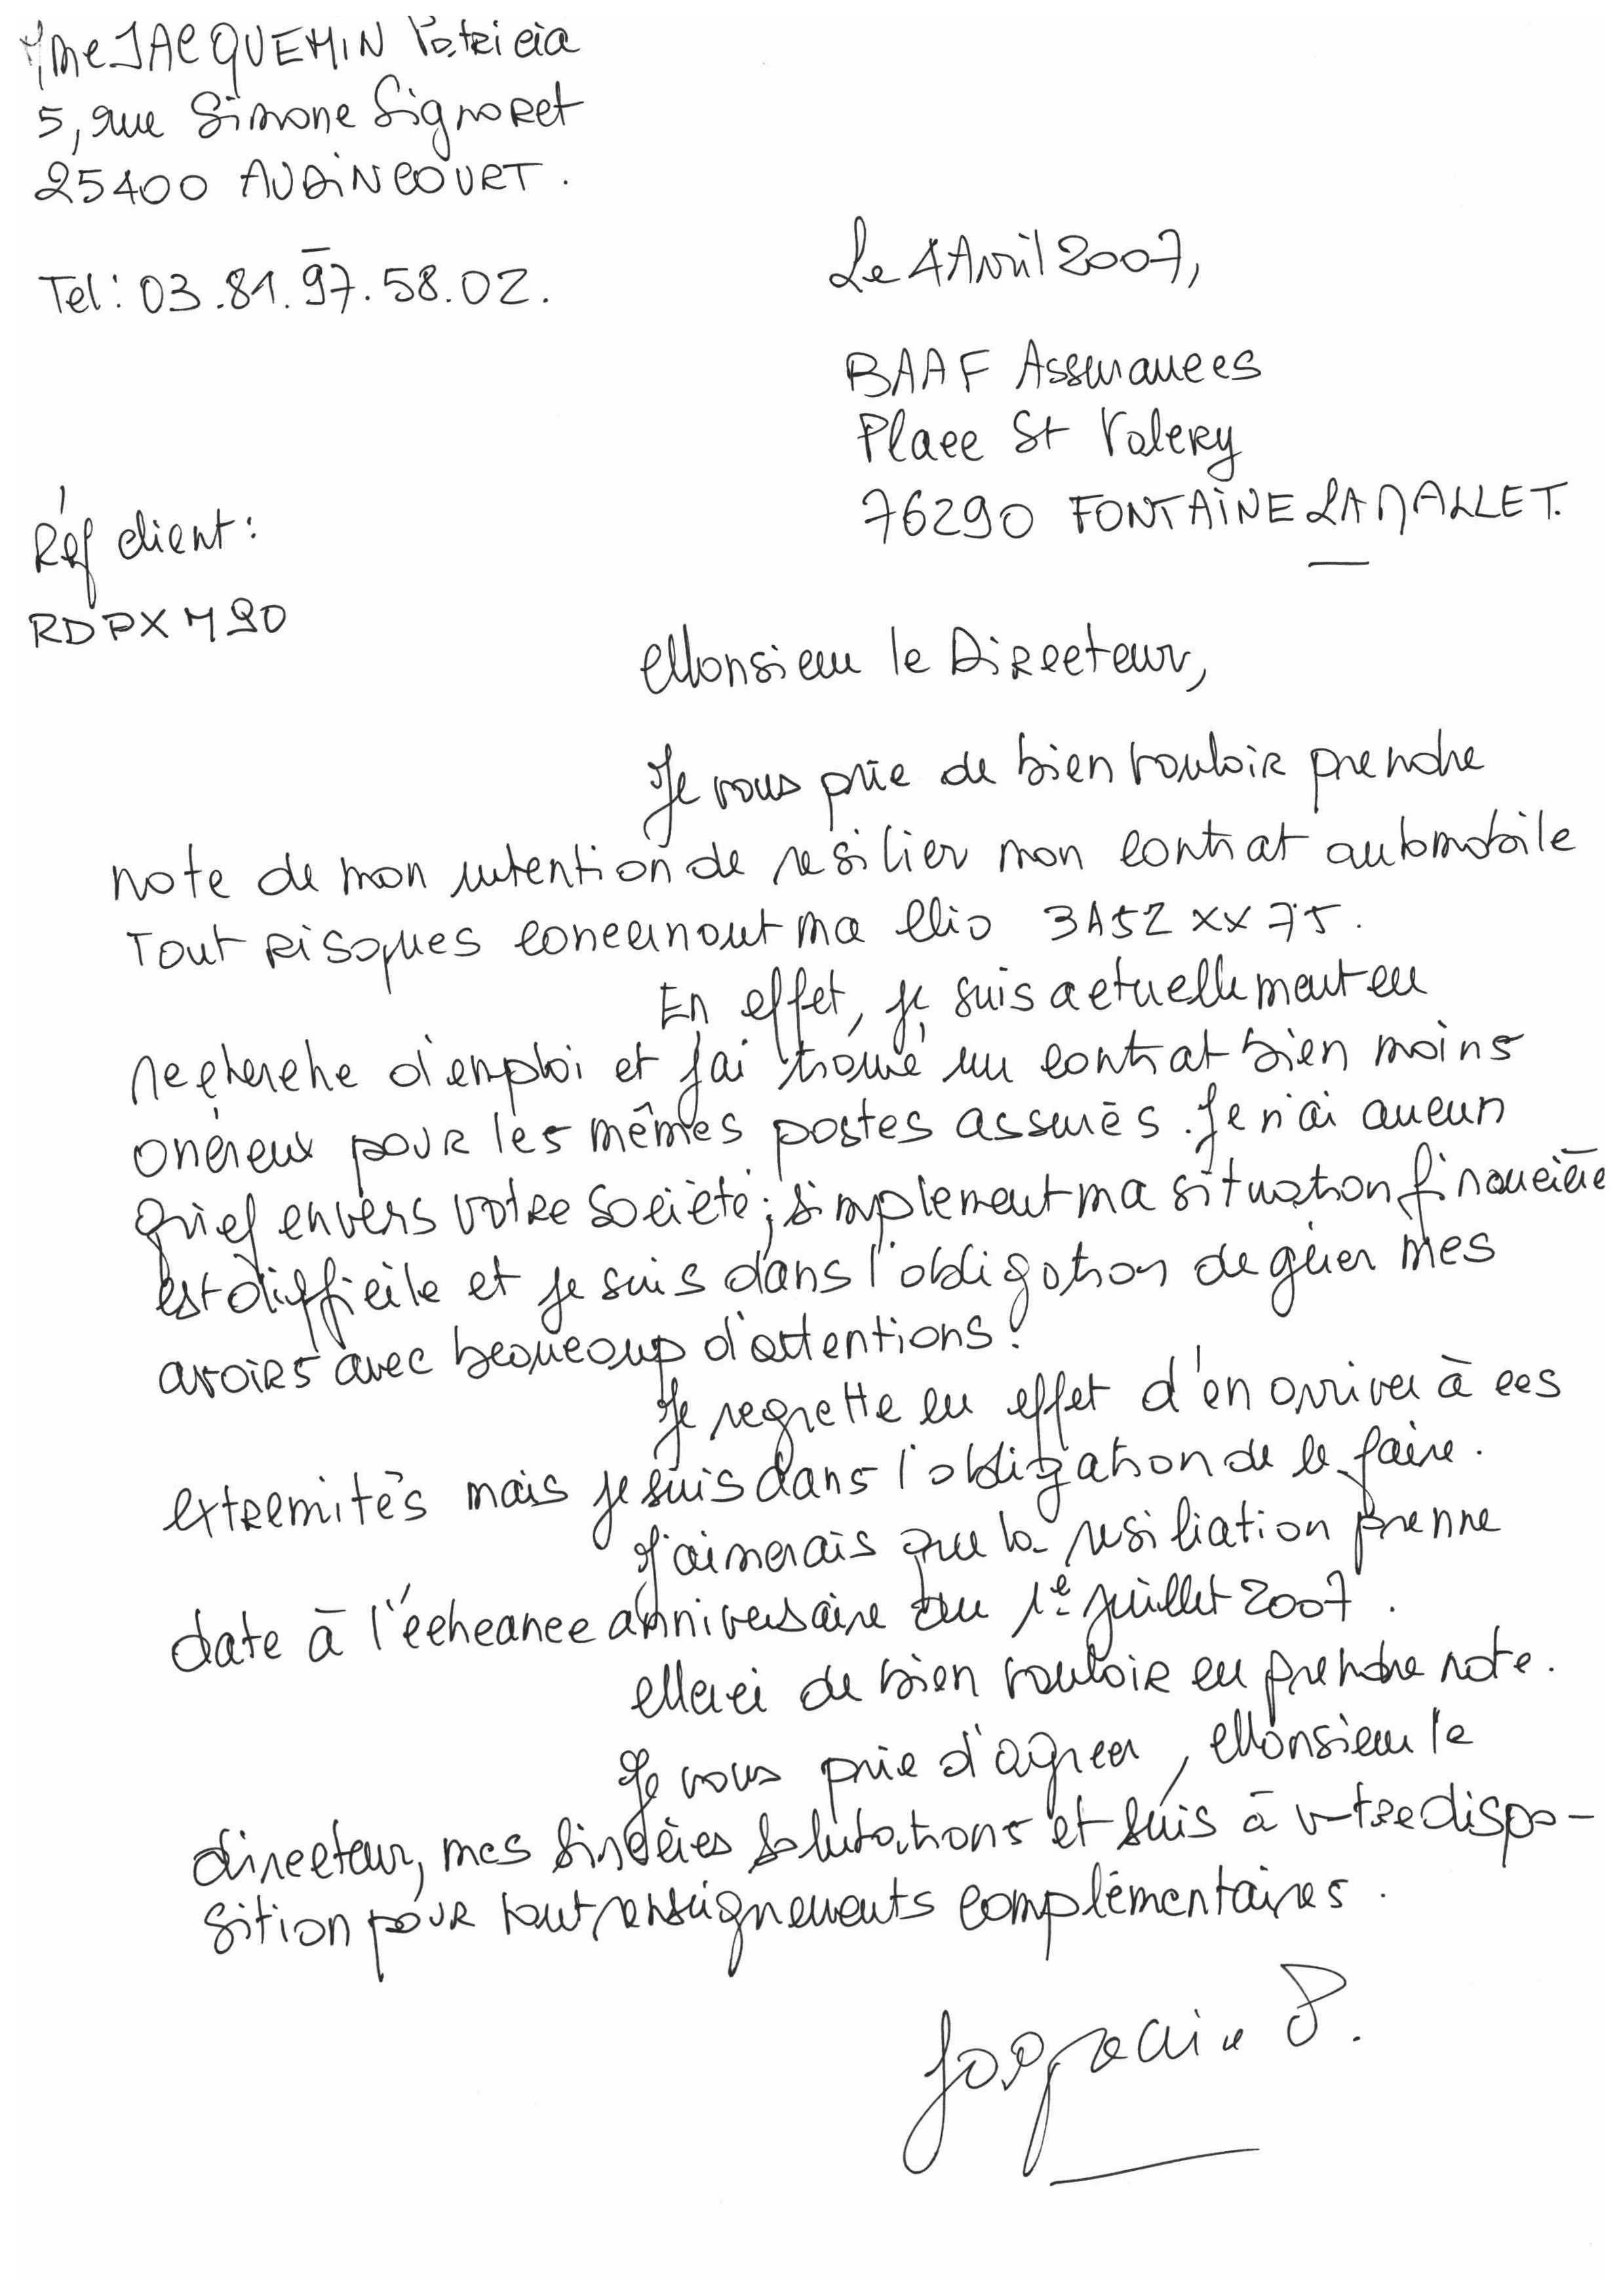 Mme JACQUEMIN Patricia
5, rue Simone Signoret
25400 AUDINCOURT.
Tel: 03.81.97.58.02.
Le 4 Avril 2007,
BAAF Assurances
Place St Valery
76290 FONTAINE LA MALLET.
Réf client:
RDPXM90
Monsieur le Directeur,
Je vous prie de bien vouloir prendre
note de mon intention de resilier mon contrat automobile
Tout Risques concernant ma Clio 3152 XX 75.
En effet, je suis actuellement en
recherche d'emploi et j'ai trouvé un contrat bien moins
onéreux pour les mêmes postes assurés. Je n'ai aucun
grief envers votre société; simplement ma situation financière
est difficile et je suis dans l'obligation de gérer mes
avoirs avec beaucoup d'attentions.
Je regrette en effet d'en arriver à ces
extremités mais je suis dans l'obligation de le faire.
J'aimerais que la resiliation prenne
date à l'écheance anniversaire du 1e juillet 2007.
Merci de bien vouloir en prendre note.
Je vous prie d'agreer, Monsieur le
directeur, mes sincères salutations et suis à votre dispo-
sition pour tout renseignements complémentaires.
Jacquemin P.